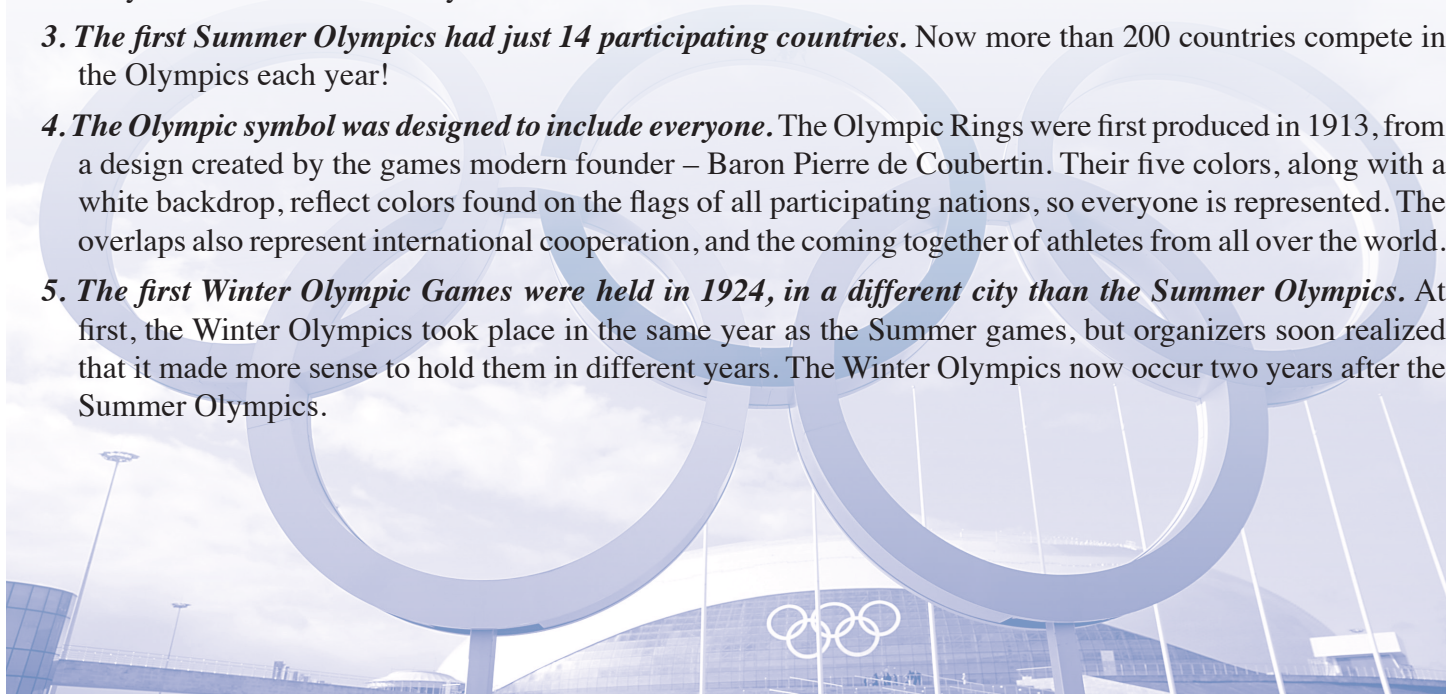 3. The first Summer Olympics had just 14 participating countries. Now more than 200 countries compete in
the Olympics each year!
4. The Olympic symbol was designed to include everyone. The Olympic Rings were first produced in 1913, from
a design created by the games modern founder – Baron Pierre de Coubertin. Their five colors, along with a
white backdrop, reflect colors found on the flags of all participating nations, so everyone is represented. The
overlaps also represent international cooperation, and the coming together of athletes from all over the world.
5. The first Winter Olympic Games were held in 1924, in a different city than the Summer Olympics. At
first, the Winter Olympics took place in the same year as the Summer games, but organizers soon realized
that it made more sense to hold them in different years. The Winter Olympics now occur two years after the
Summer Olympics.